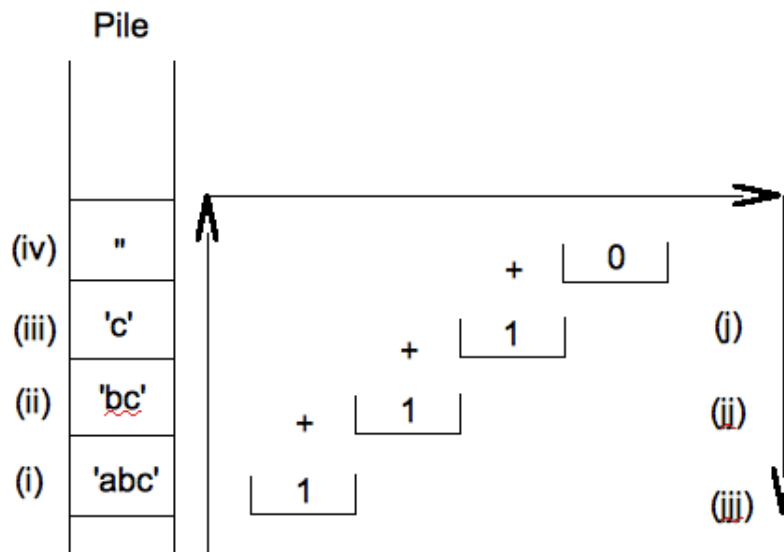 Pile
(iv) '' + 0
(iii) 'c' + 1 (j)
(ii) 'bc' + 1 (jj)
(i) 'abc' 1 (jjj)